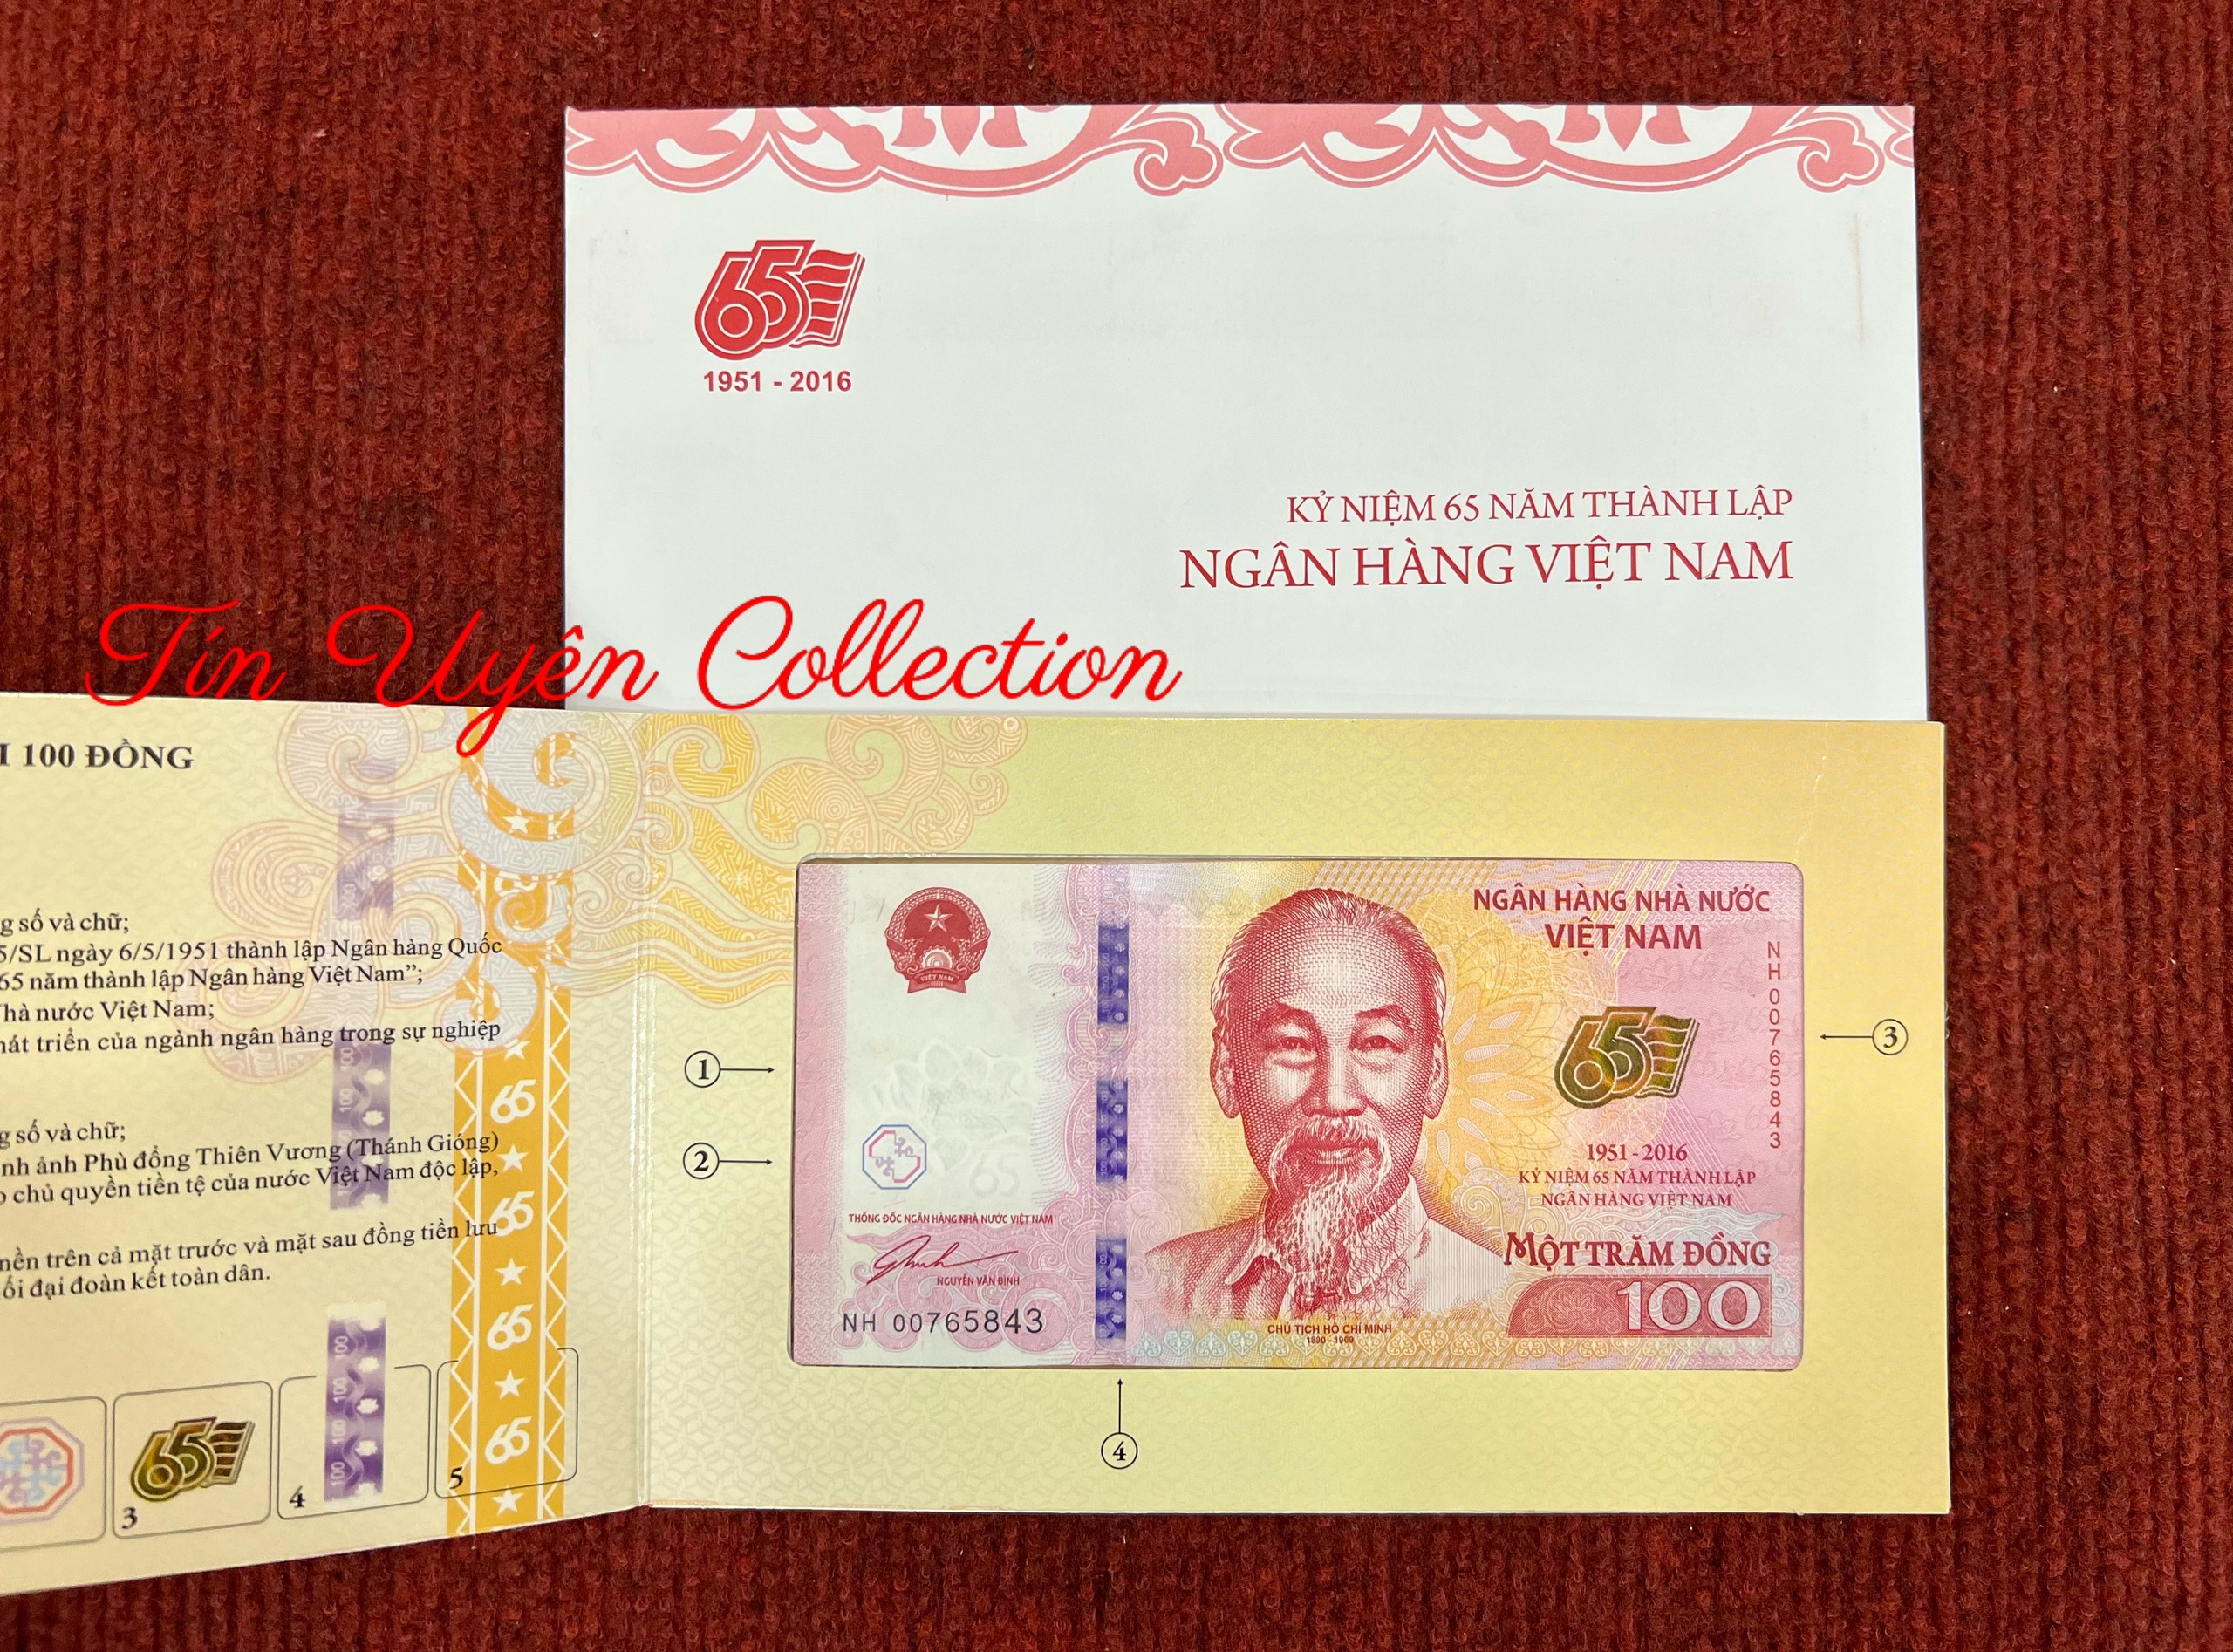 65
1951 - 2016
KỶ NIỆM 65 NĂM THÀNH LẬP
NGÂN HÀNG VIỆT NAM
Tín Uyên Collection
100 ĐỒNG
số và chữ;
5/SL ngày 6/5/1951 thành lập Ngân hàng Quốc
65 năm thành lập Ngân hàng Việt Nam”;
nước Việt Nam;
triển của ngành ngân hàng trong sự nghiệp
số và chữ;
ảnh Phù đổng Thiên Vương (Thánh Gióng)
chủ quyền tiền tệ của nước Việt Nam độc lập,
nền trên cả mặt trước và mặt sau đồng tiền lưu
đại đoàn kết toàn dân.
65
65
65
65
3
4
5
1
2
3
4
VIỆT NAM
NGÂN HÀNG NHÀ NƯỚC
VIỆT NAM
NH 00765843
65
1951 - 2016
KỶ NIỆM 65 NĂM THÀNH LẬP
NGÂN HÀNG VIỆT NAM
THỐNG ĐỐC NGÂN HÀNG NHÀ NƯỚC VIỆT NAM
NGUYỄN VĂN BÌNH
NH 00765843
MỘT TRĂM ĐỒNG
100
CHỦ TỊCH HỒ CHÍ MINH
1890 - 1969